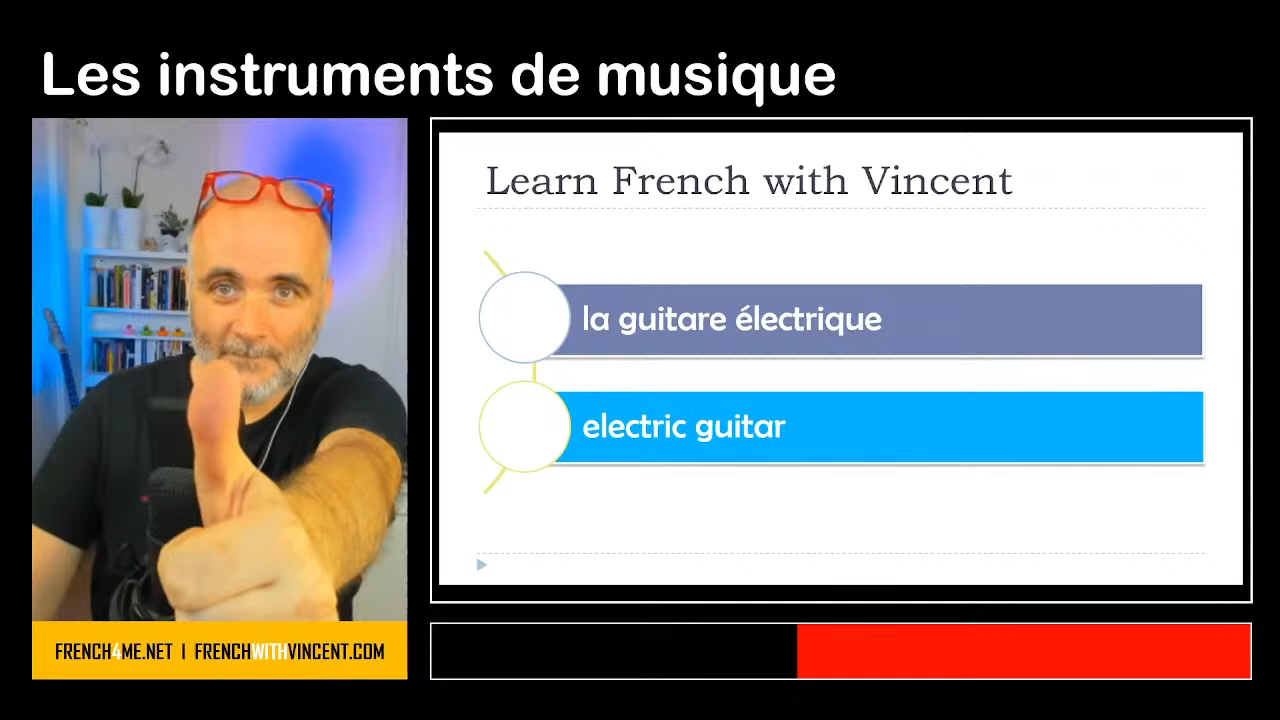 Les instruments de musique
Learn French with Vincent
la guitare électrique
electric guitar
FRENCH4ME.NET I FRENCHWITHVINCENT.COM